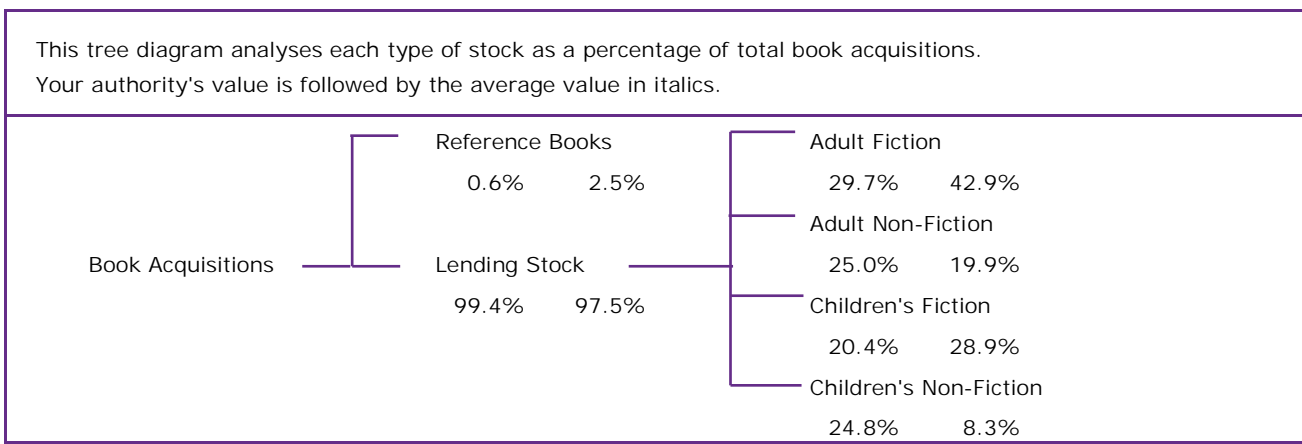 This tree diagram analyses each type of stock as a percentage of total book acquisitions.
Your authority's value is followed by the average value in italics.
Reference Books
0.6% 2.5%
Book Acquisitions
Lending Stock
99.4% 97.5%
Adult Fiction
29.7% 42.9%
Adult Non-Fiction
25.0% 19.9%
Children's Fiction
20.4% 28.9%
Children's Non-Fiction
24.8% 8.3%